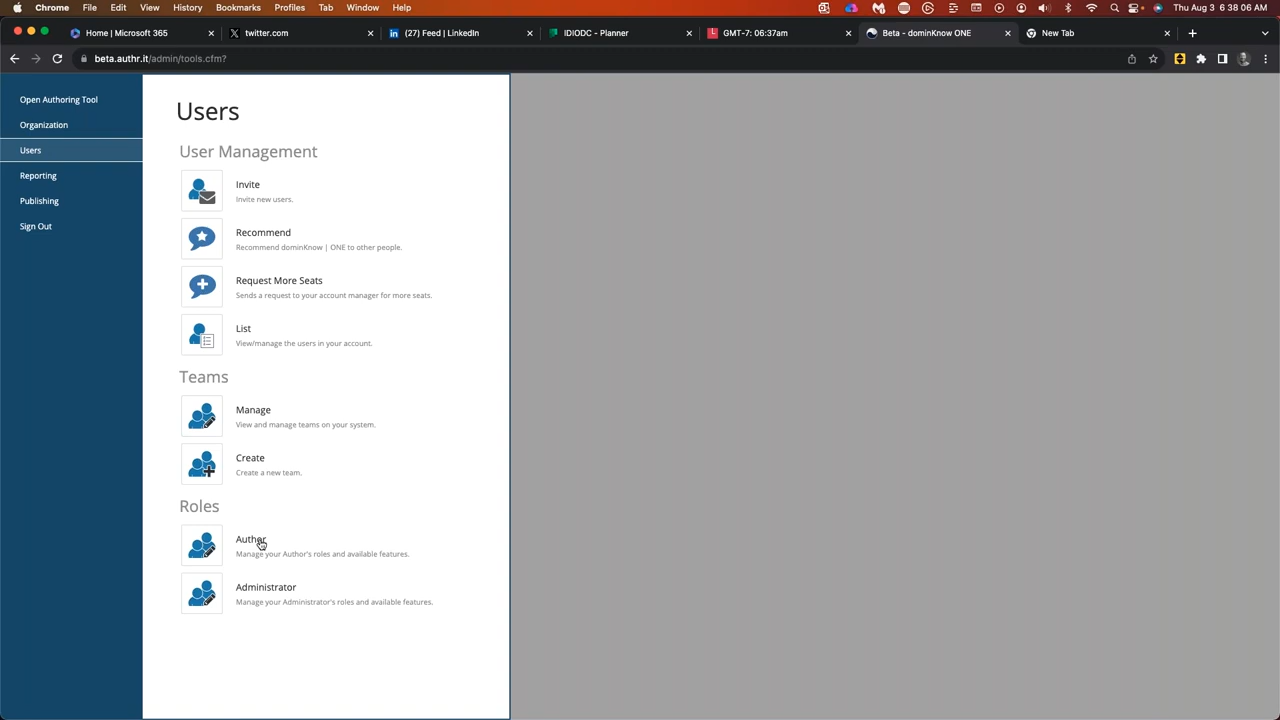 Chrome File Edit View History Bookmarks Profiles Tab Author Window Help
Thu Aug 3 6 38 06 AM
Home | Microsoft 365
twitter.com
(27) Feed | LinkedIn
IDIODC - Planner
GMT-7: 06:37am
Beta - dominKnow ONE
New Tab
beta.authr.it/admin/tools.cfm?
Open Authoring Tool
Organization
Users
Reporting
Publishing
Sign Out
Users
User Management
Invite
Invite new users.
Recommend
Recommend dominKnow | ONE to other people.
Request More Seats
Sends a request to your account manager for more seats.
List
View/manage the users in your account.
Teams
Manage
View and manage teams on your system.
Create
Create a new team.
Roles
Author
Manage your Author's roles and available features.
Administrator
Manage your Administrator's roles and available features.